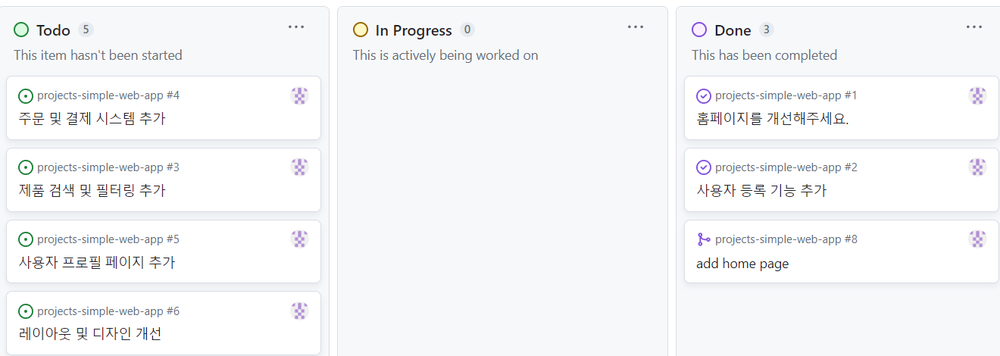 Todo 5
This item hasn't been started
projects-simple-web-app #4
주문 및 결제 시스템 추가
projects-simple-web-app #3
제품 검색 및 필터링 추가
projects-simple-web-app #5
사용자 프로필 페이지 추가
projects-simple-web-app #6
레이아웃 및 디자인 개선
In Progress 0
This is actively being worked on
Done 3
This has been completed
projects-simple-web-app #1
홈페이지를 개선해주세요.
projects-simple-web-app #2
사용자 등록 기능 추가
projects-simple-web-app #8
add home page